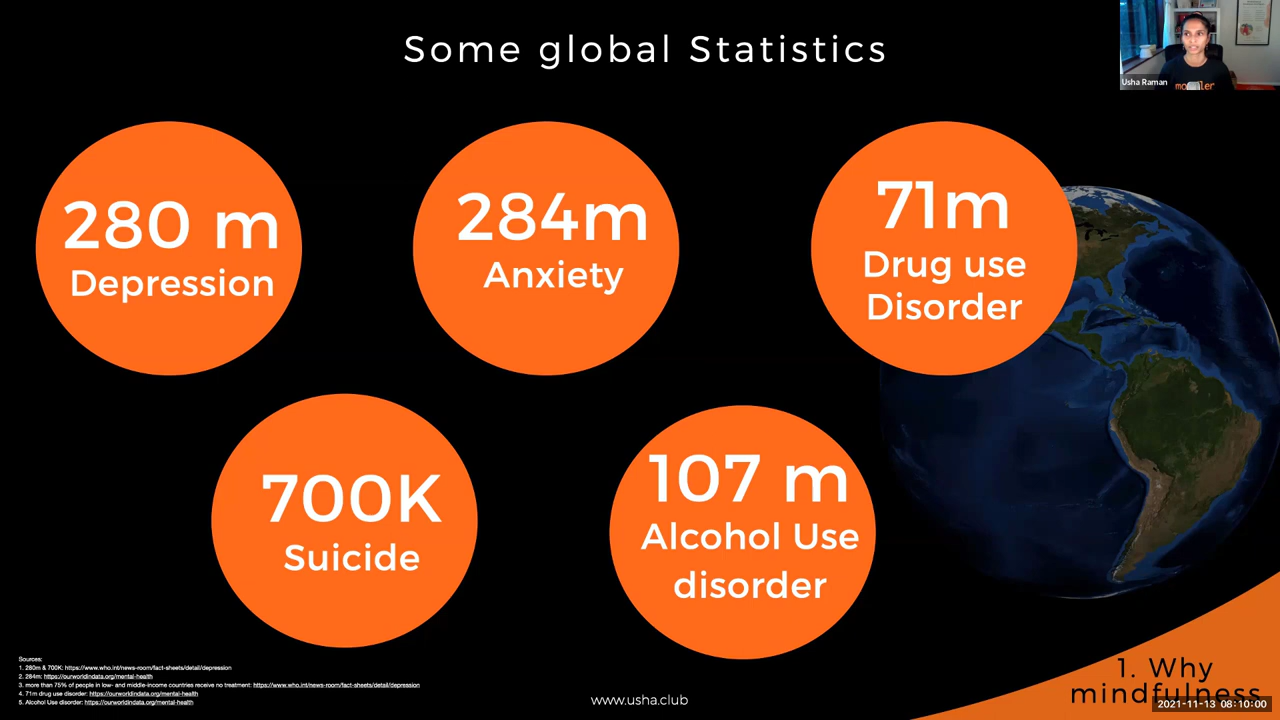 Some global Statistics
Usha Raman
280 m
Depression
284m
Anxiety
71m
Drug use
Disorder
700K
Suicide
107 m
Alcohol Use
disorder
Sources:
1. 280m & 700K: https://www.who.int/news-room/fact-sheets/detail/depression
2. 284m: https://ourworldindata.org/mental-health
3. more than 75% of people in low- and middle-income countries receive no treatment: https://www.who.int/news-room/fact-sheets/detail/depression
4. 71m drug use disorder: https://ourworldindata.org/mental-health
5. Alcohol Use disorder: https://ourworldindata.org/mental-health
www.usha.club
1. Why
mindfulness
2021-11-13 08:10:00